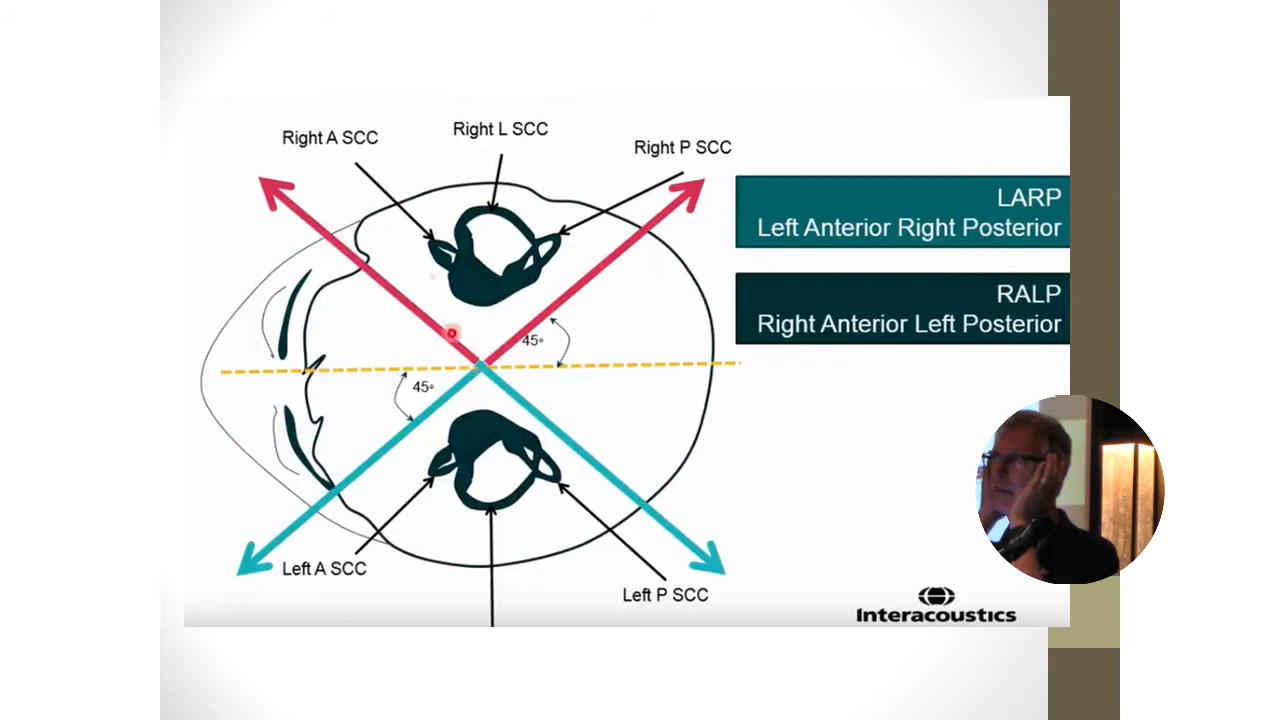 Right A SCC
Right L SCC
Right P SCC
LARP
Left Anterior Right Posterior
RALP
Right Anterior Left Posterior
45°
45°
Left A SCC
Left P SCC
Interacoustics